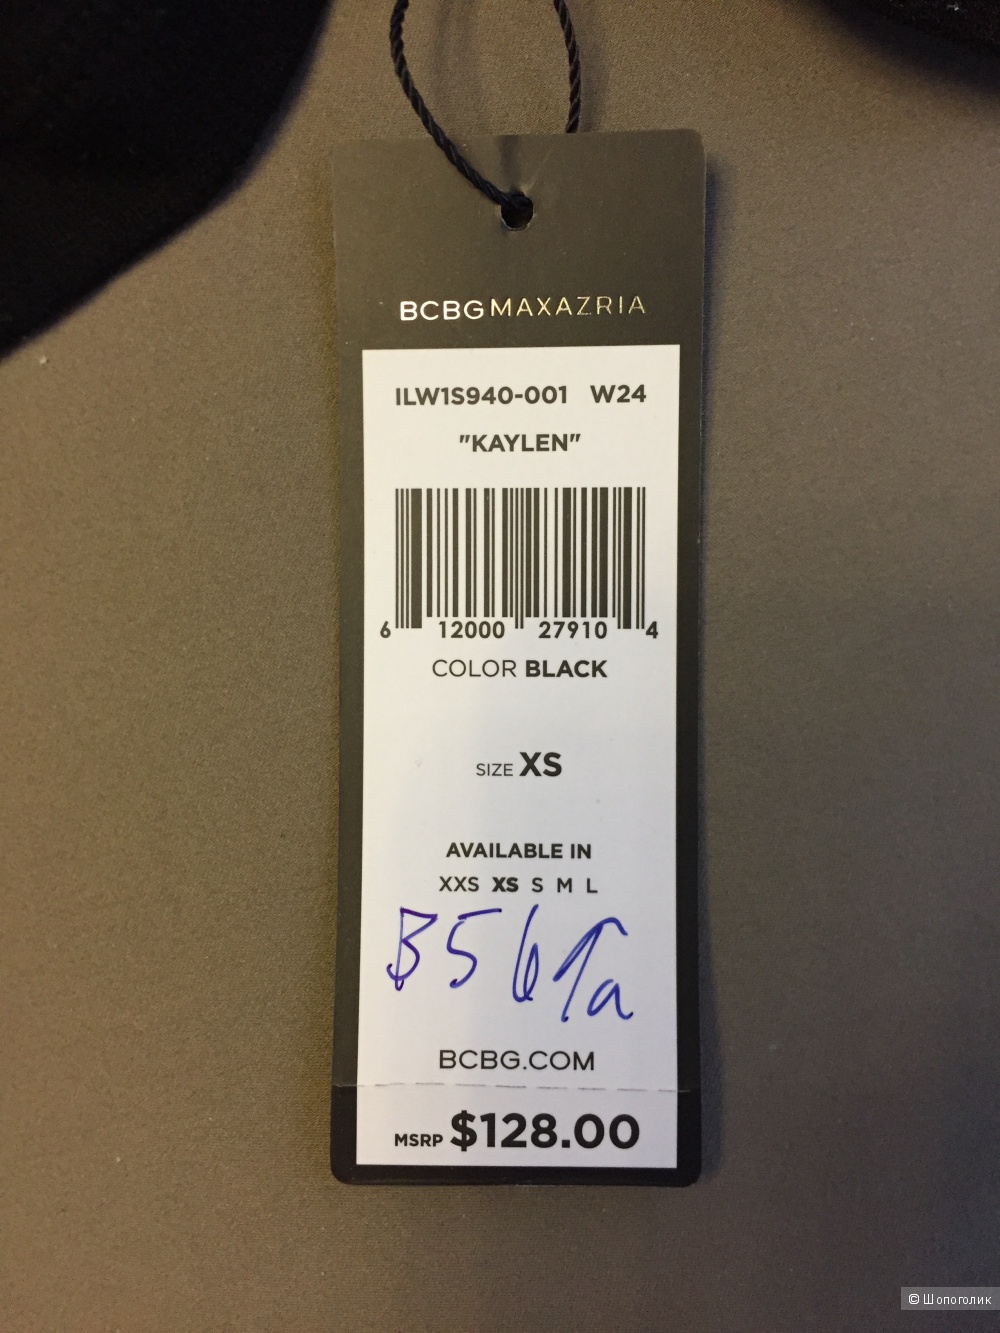 BCBGMAXAZRIA
ILW1S940-001 W24
"KAYLEN"
6 12000 27910 4
COLOR BLACK
SIZE XS
AVAILABLE IN
XXS XS S M L
BCBG.COM
MSRP $128.00
© Шопоголик